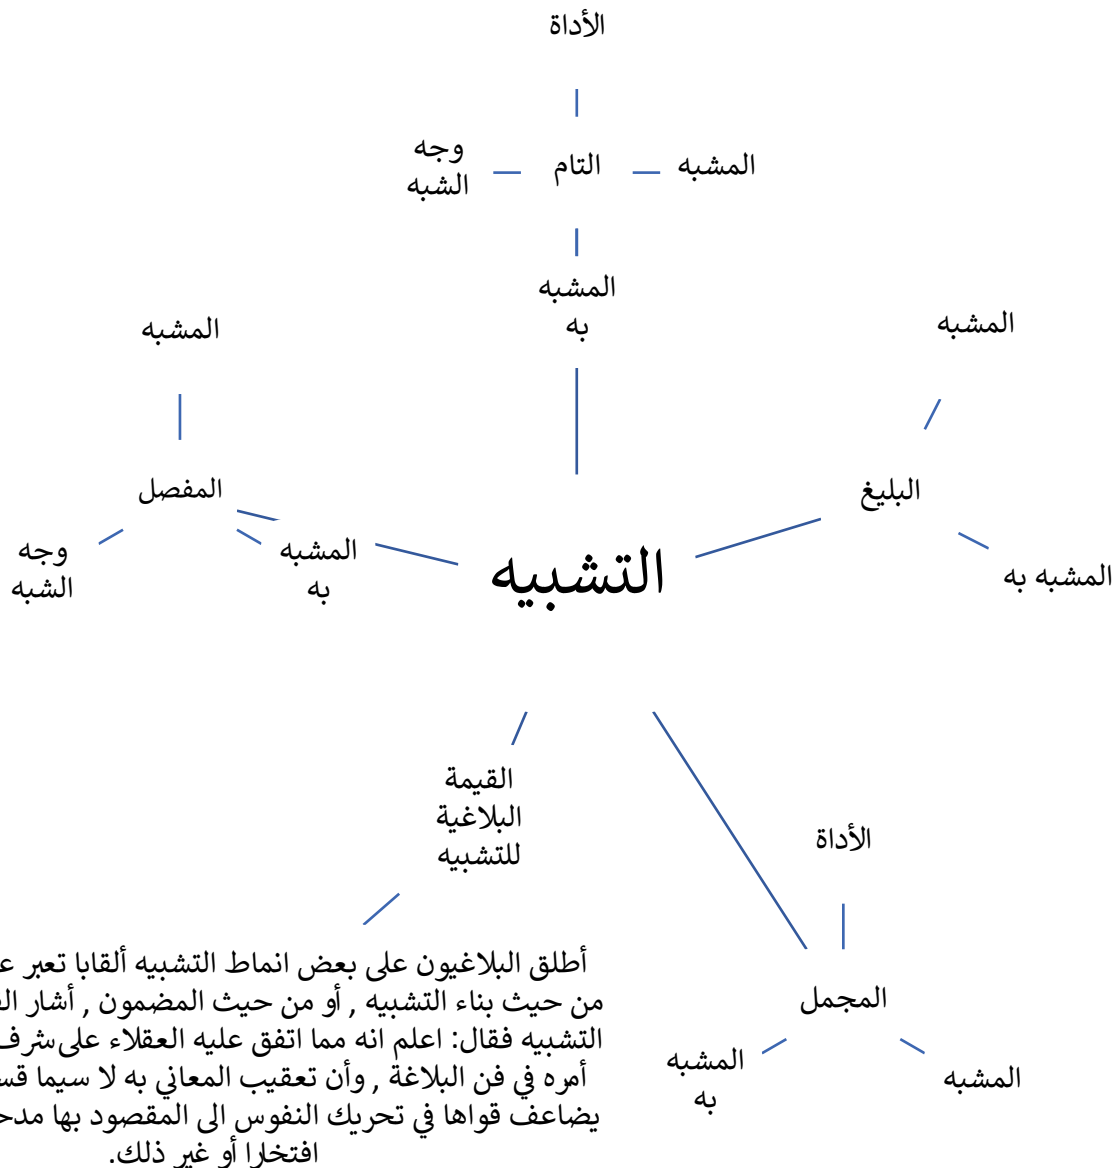 الأداة
وجه
الشبه
التام
المشبه
المشبه
به
المشبه
المشبه
المفصل
البليغ
وجه
الشبه
المشبه
به
التشبيه
المشبه به
القيمة
البلاغية
للتشبيه
الأداة
أطلق البلاغيون على بعض انماط التشبيه ألقابا تعبر
من حيث بناء التشبيه , أو من حيث المضمون , أشار
التشبيه فقال: اعلم انه مما اتفق عليه العقلاء على شرف
أمره في فن البلاغة , وأن تعقيب المعاني به لا سيما
يضاعف قواها في تحريك النفوس الى المقصود بها
افتخارا أو غير ذلك.
المجمل
المشبه
به
المشبه